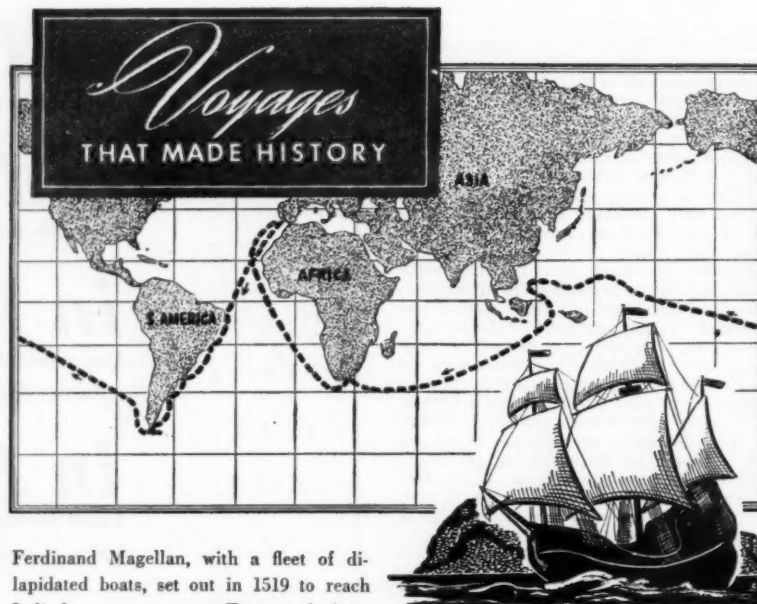 Voyages
THAT MADE HISTORY
ASIA
AFRICA
S. AMERICA
Ferdinand Magellan, with a fleet of di-
lapidated boats, set out in 1519 to reach